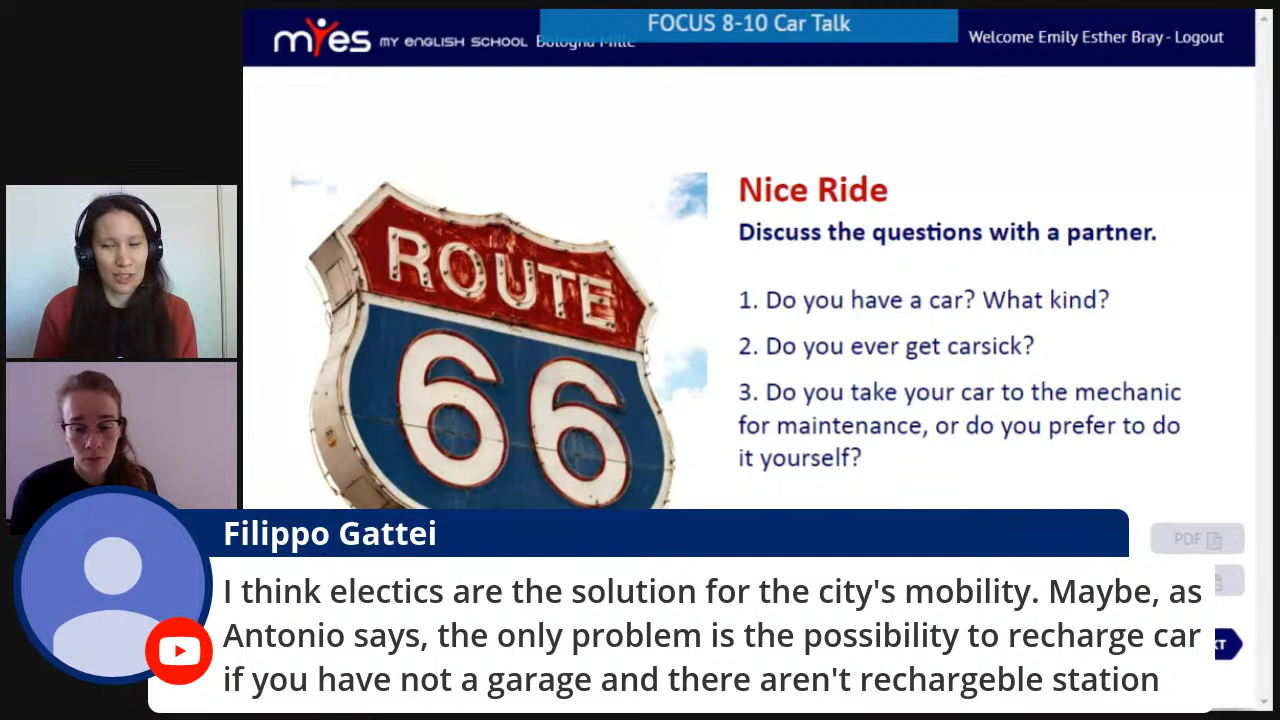 FOCUS 8-10 Car Talk
myes MY ENGLISH SCHOOL Bologna Mille
Welcome Emily Esther Bray - Logout
ROUTE
66
Nice Ride
Discuss the questions with a partner.
1. Do you have a car? What kind?
2. Do you ever get carsick?
3. Do you take your car to the mechanic
for maintenance, or do you prefer to do
it yourself?
PDF
Filippo Gattei
I think electics are the solution for the city's mobility. Maybe, as
Antonio says, the only problem is the possibility to recharge car
if you have not a garage and there aren't rechargeble station